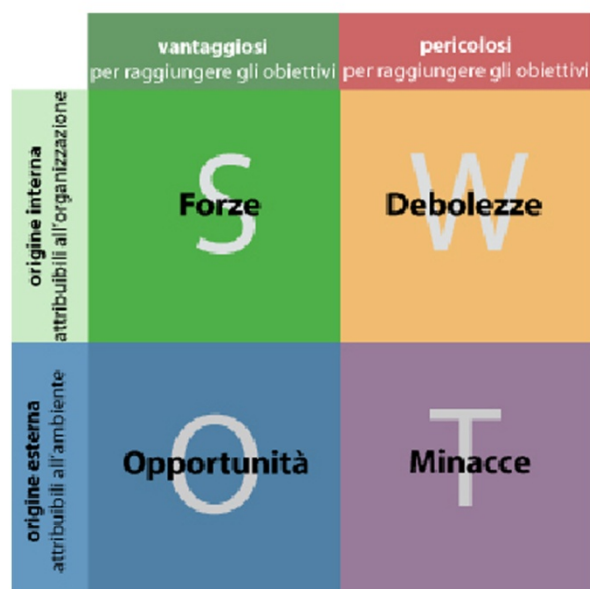 vantaggiosi
per raggiungere gli obiettivi
pericolosi
per raggiungere gli obiettivi
origine interna
attribuibili all'organizzazione
S
Forze
W
Debolezze
origine esterna
attribuibili all'ambiente
O
Opportunità
T
Minacce